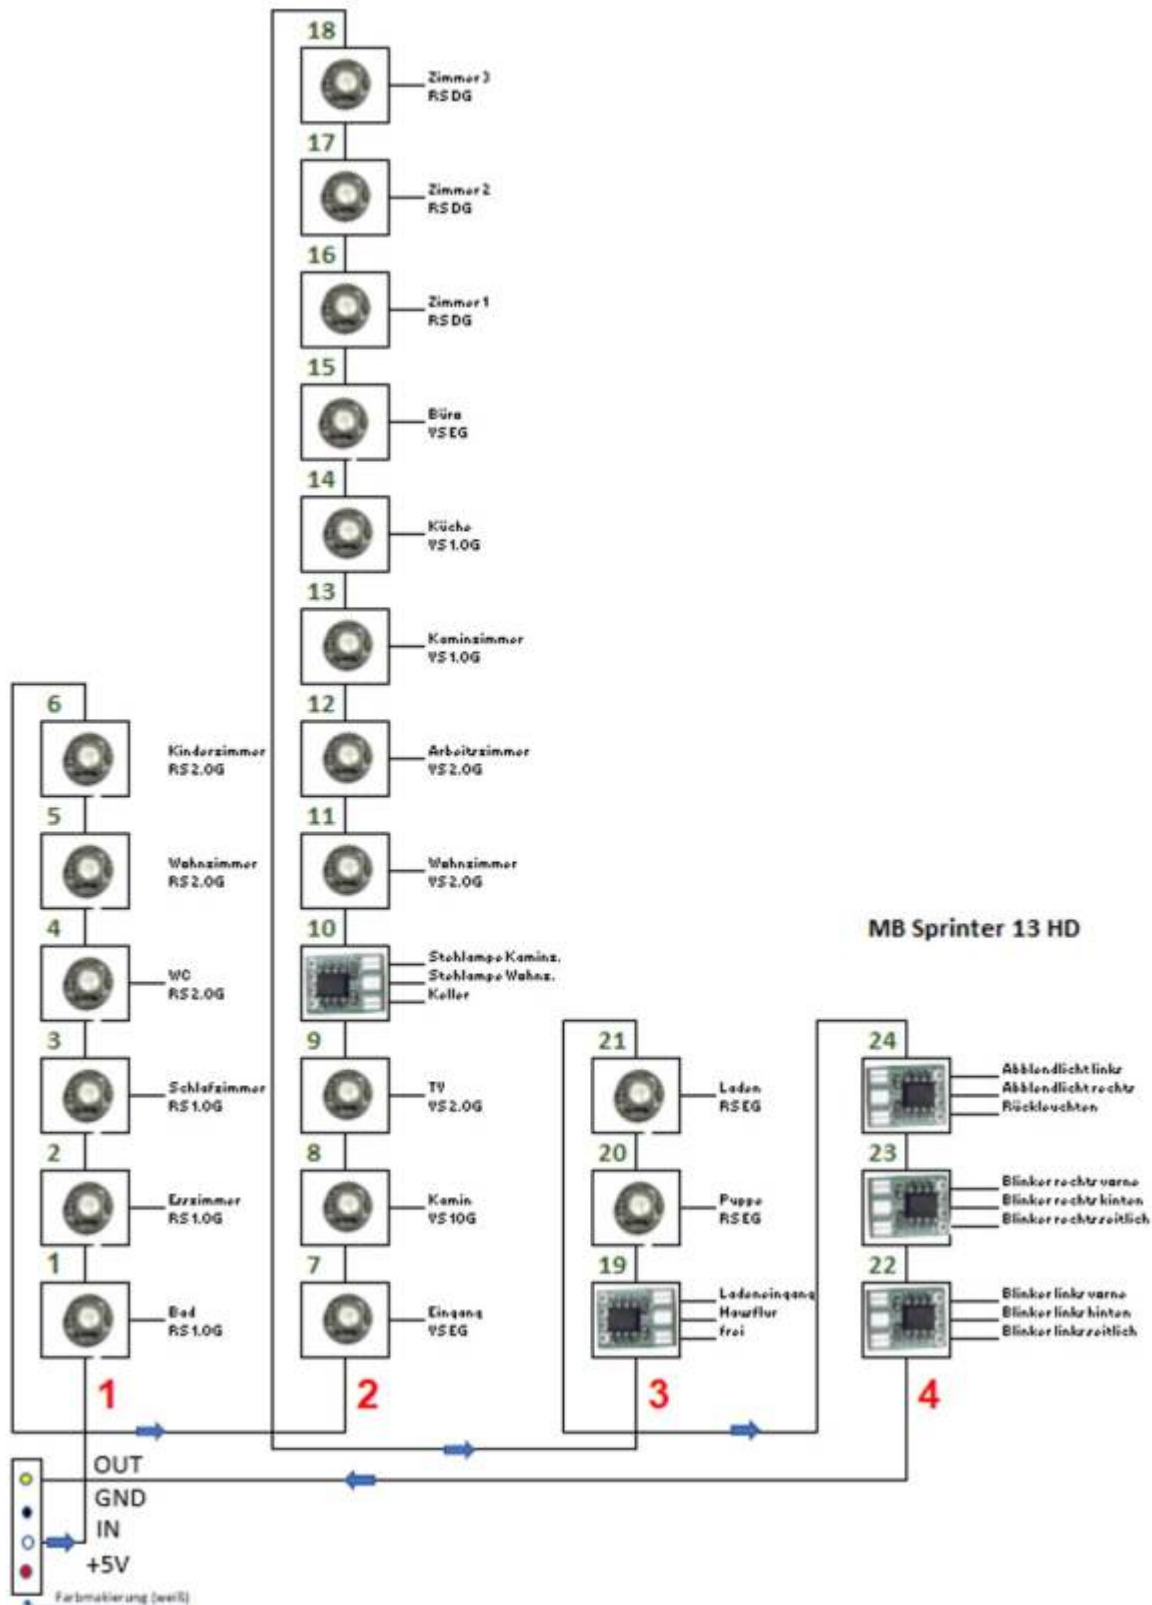 18
Zimmer 3
RS DG
17
Zimmer 2
RS DG
16
Zimmer 1
RS DG
15
Büro
VS EG
14
Küche
VS 1.OG
13
Kaminzimmer
VS 1.OG
6
Kinderzimmer
RS 2.OG
12
Arbeitszimmer
VS 2.OG
5
Wohnzimmer
RS 2.OG
11
Wohnzimmer
VS 2.OG
MB Sprinter 13 HD
4
WC
RS 2.OG
10
Stehlampe Kaminz.
Stehlampe Wohnz.
Keller
3
Schlafzimmer
RS 1.OG
9
TV
VS 2.OG
21
Laden
RS EG
24
Abblendlicht links
Abblendlicht rechts
Rückleuchten
2
Esszimmer
RS 1.OG
8
Kamin
VS 1OG
20
Puppe
RS EG
23
Blinker rechts vorne
Blinker rechts hinten
Blinker rechts seitlich
1
Bad
RS 1.OG
7
Eingang
VS EG
19
Ladeneingang
Hausflur
frei
22
Blinker links vorne
Blinker links hinten
Blinker links seitlich
1
2
3
4
OUT
GND
IN
+5V
Farbmakierung (weiß)